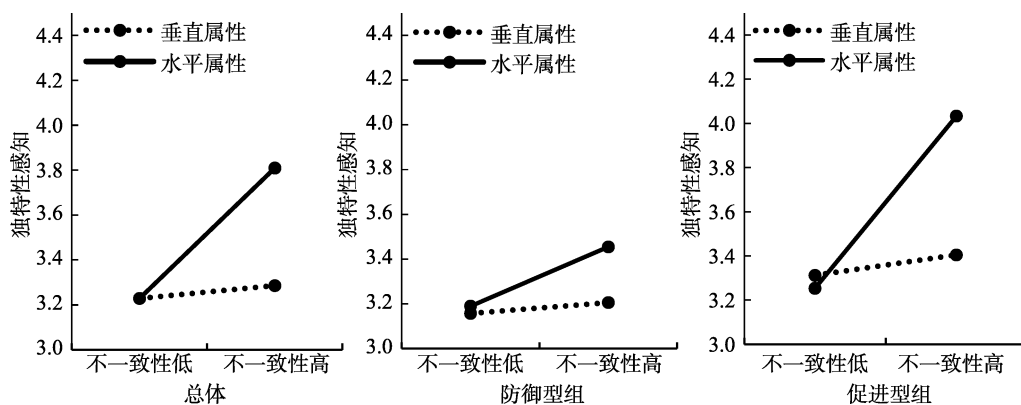 独特性感知
4.4
4.2
4.0
3.8
3.6
3.4
3.2
3.0
垂直属性
水平属性
不一致性低 不一致性高
总体
独特性感知
4.4
4.2
4.0
3.8
3.6
3.4
3.2
3.0
垂直属性
水平属性
不一致性低 不一致性高
防御型组
独特性感知
4.4
4.2
4.0
3.8
3.6
3.4
3.2
3.0
垂直属性
水平属性
不一致性低 不一致性高
促进型组